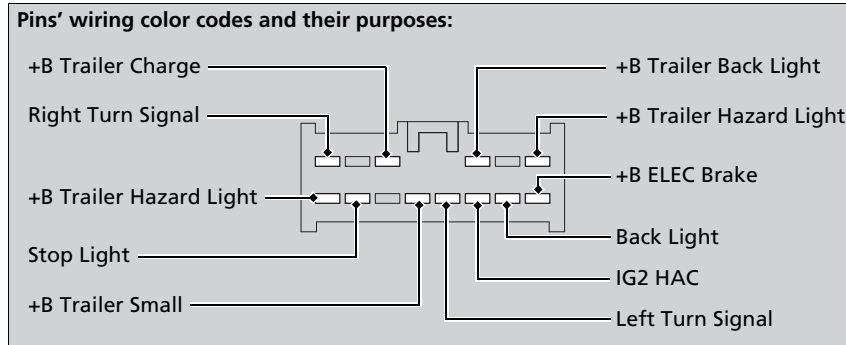 Pins' wiring color codes and their purposes:
+B Trailer Charge
Right Turn Signal
+B Trailer Hazard Light
Stop Light
+B Trailer Small
+B Trailer Back Light
+B Trailer Hazard Light
+B ELEC Brake
Back Light
IG2 HAC
Left Turn Signal